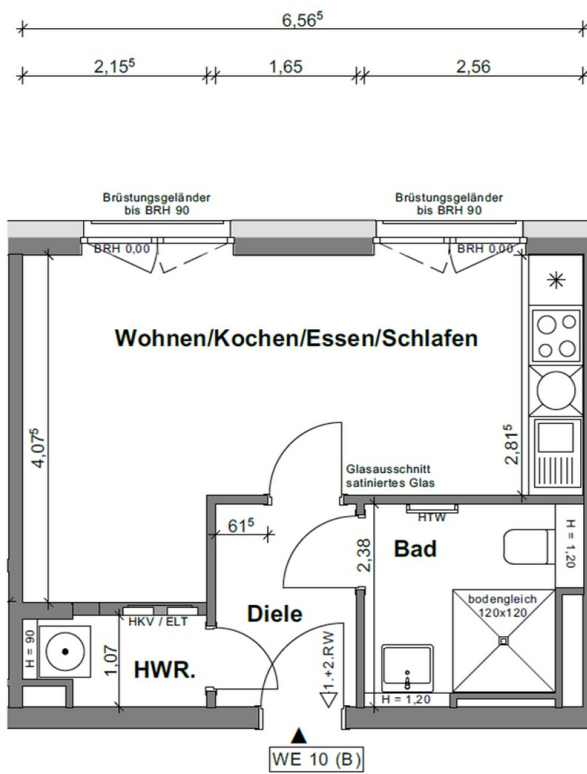 6,56⁵
2,15⁵
1,65
2,56
Brüstungsgeländer
bis BRH 90
Brüstungsgeländer
bis BRH 90
BRH 0,00
BRH 0,00
Wohnen/Kochen/Essen/Schlafen
4,07⁵
2,81⁵
Glasausschnitt
satiniertes Glas
61⁵
HTW
2,38
Bad
H = 1,20
bodengleich
120x120
Diele
HKV / ELT
H = 90
1,07
HWR.
1.+2.RW
H = 1,20
WE 10 (B)